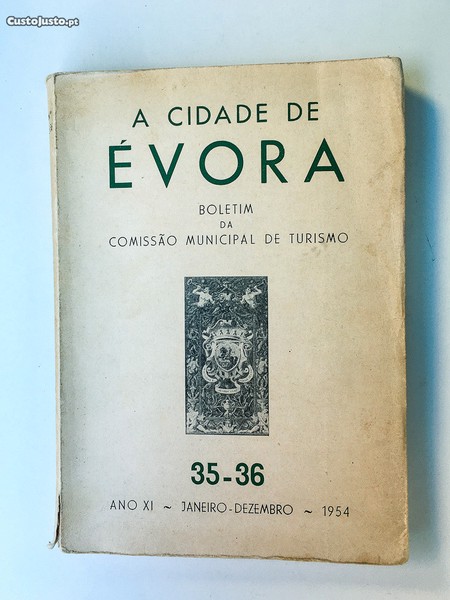 CustoJusto.pt
A CIDADE DE
ÉVORA
BOLETIM
DA
COMISSÃO MUNICIPAL DE TURISMO
35-36
ANO XI ~ JANEIRO-DEZEMBRO ~ 1954